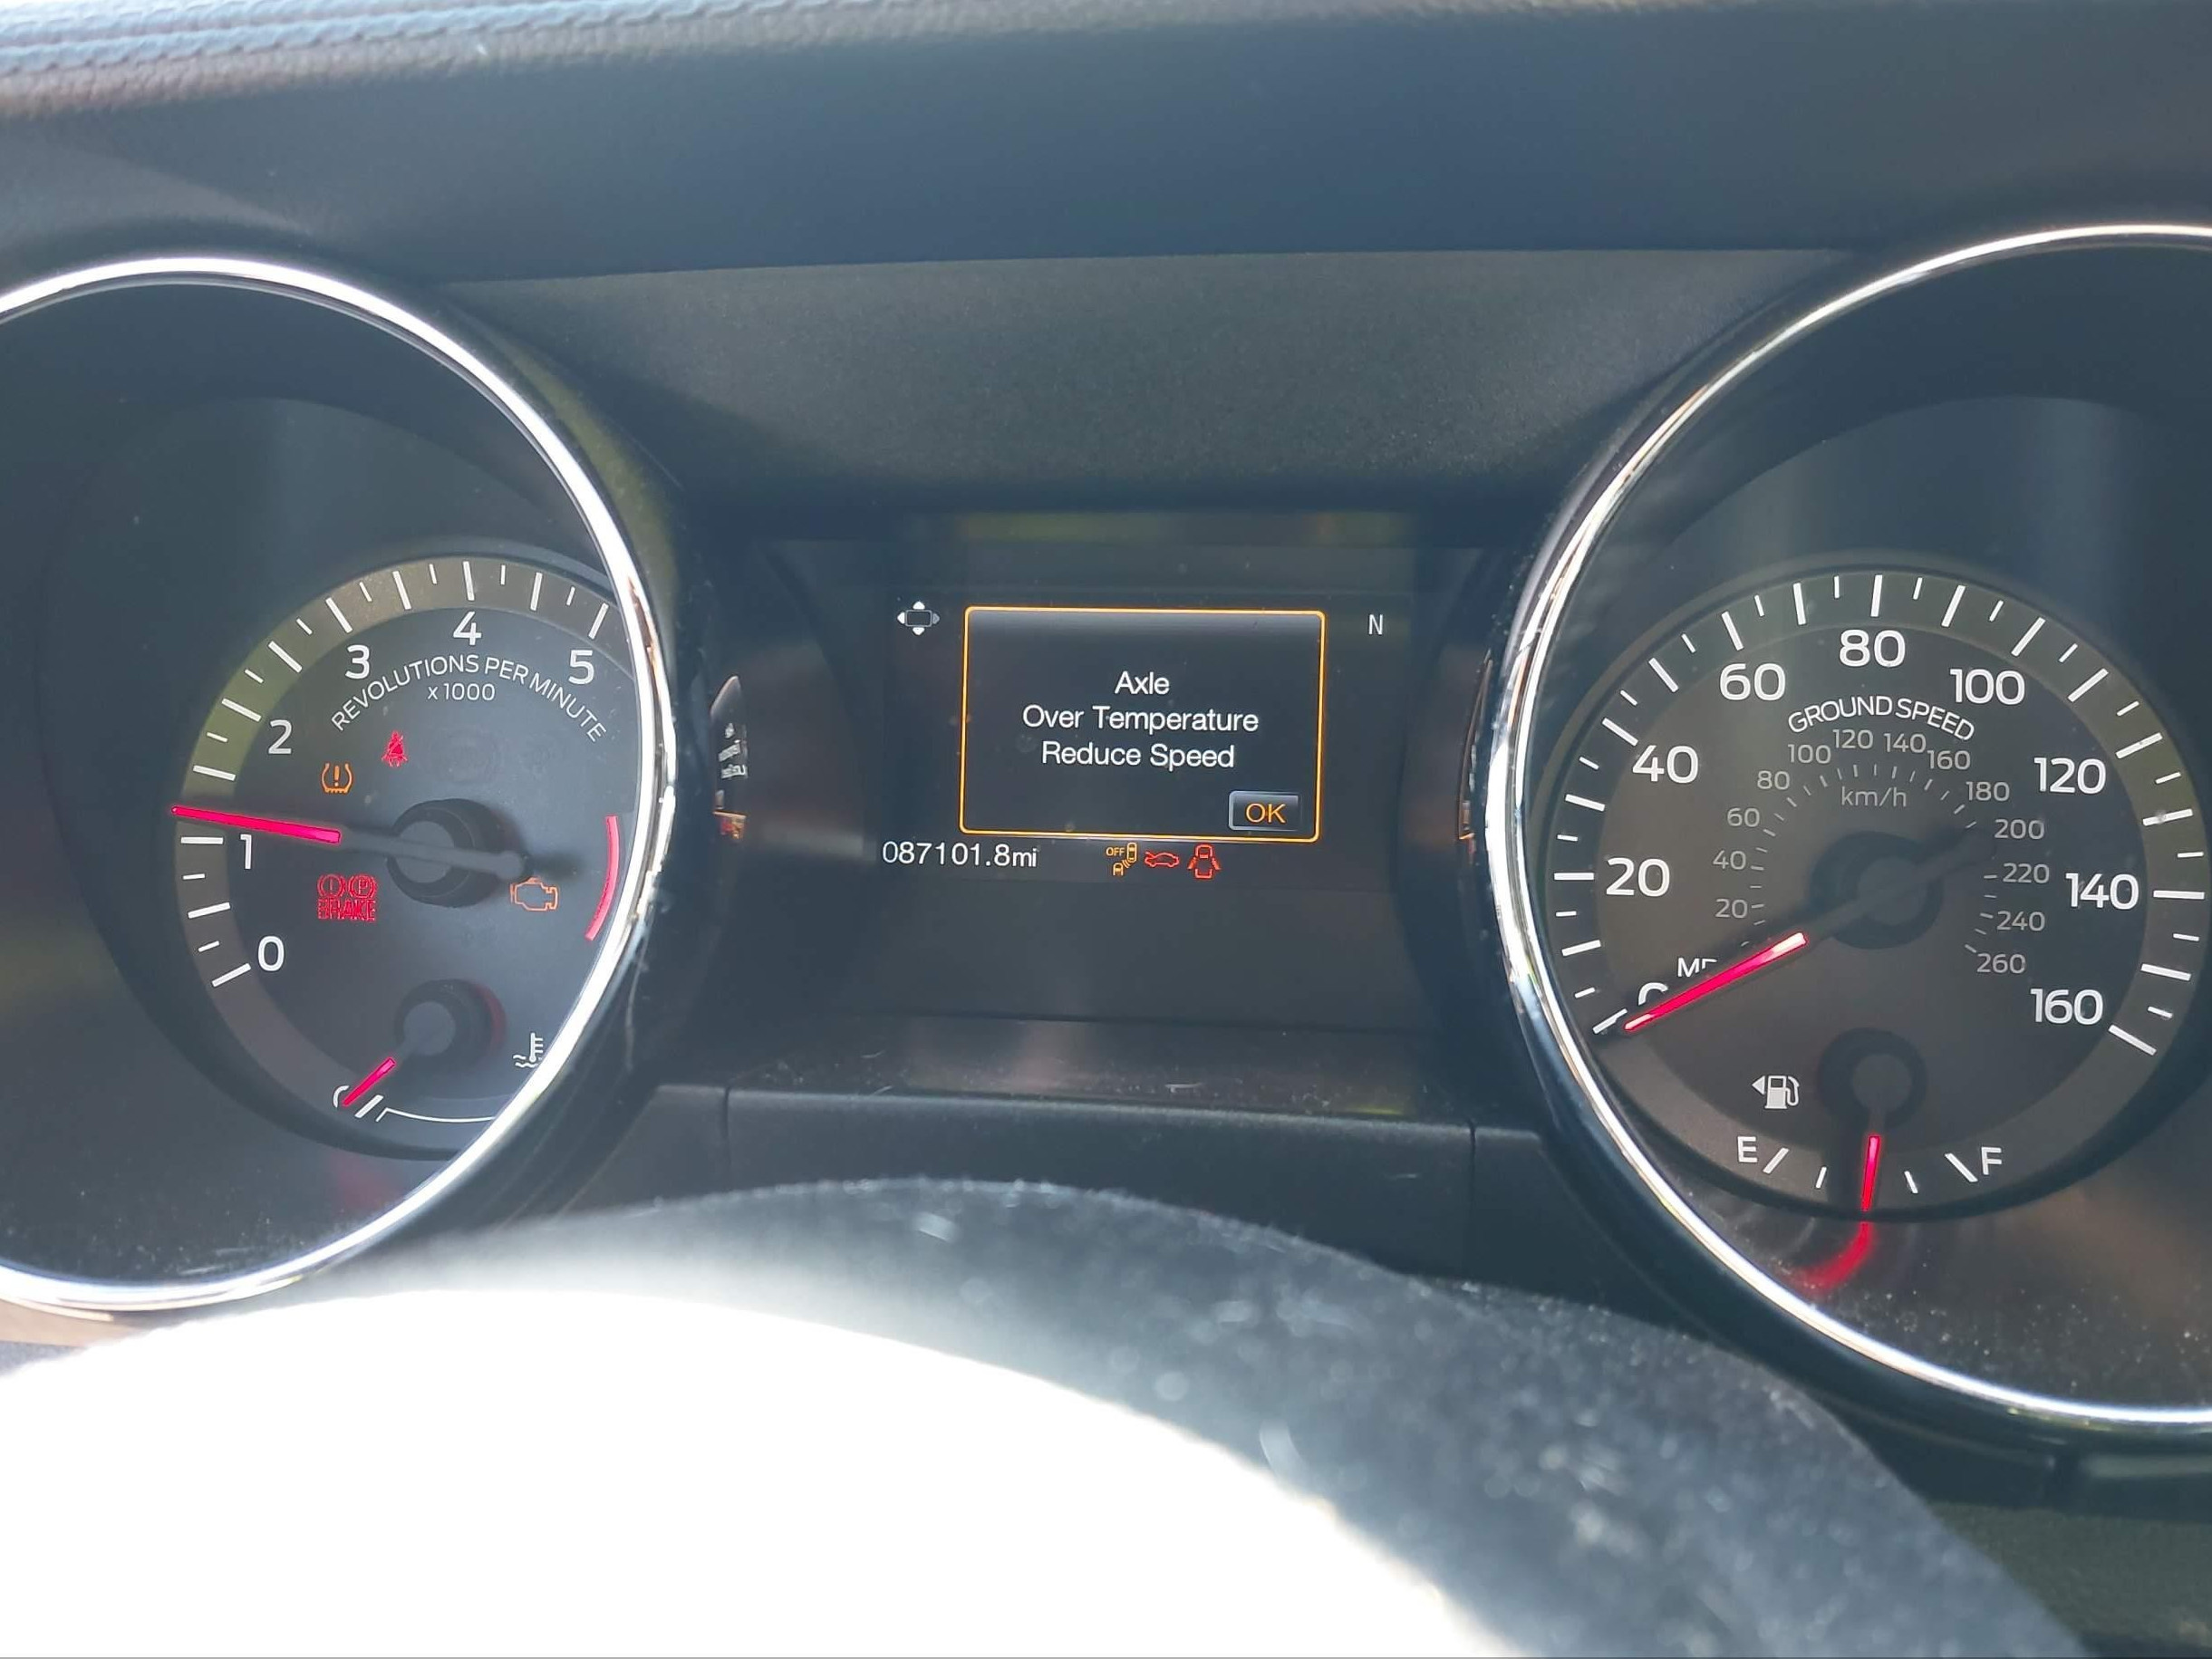 Axle
Over Temperature
Reduce Speed
OK
N
087101.8mi
OFF
0
1
2
3
4
5
REVOLUTIONS PER MINUTE
x1000
BRAKE
P
20
40
60
80
100
120
140
160
GROUND SPEED
20
40
60
80
100
120
140
160
180
200
220
240
260
km/h
E
F